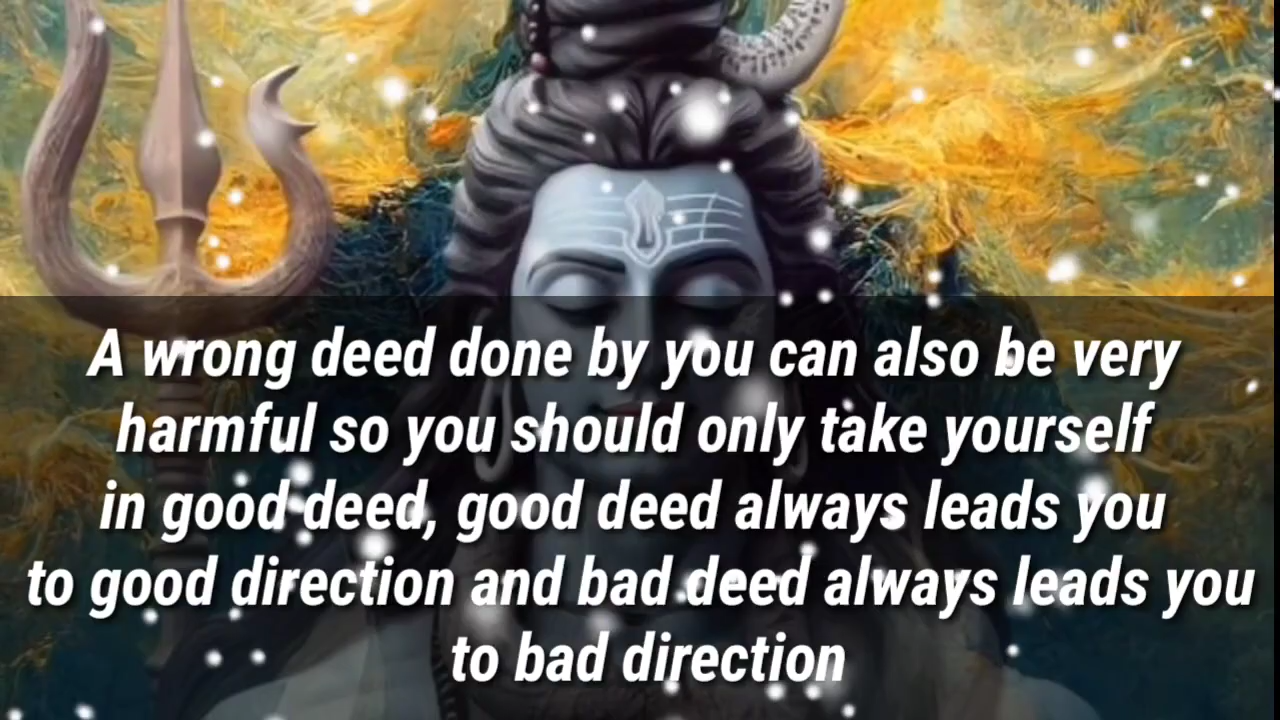 A wrong deed done by you can also be very
harmful so you should only take yourself
in good deed, good deed always leads you
to good direction and bad deed always leads you
to bad direction